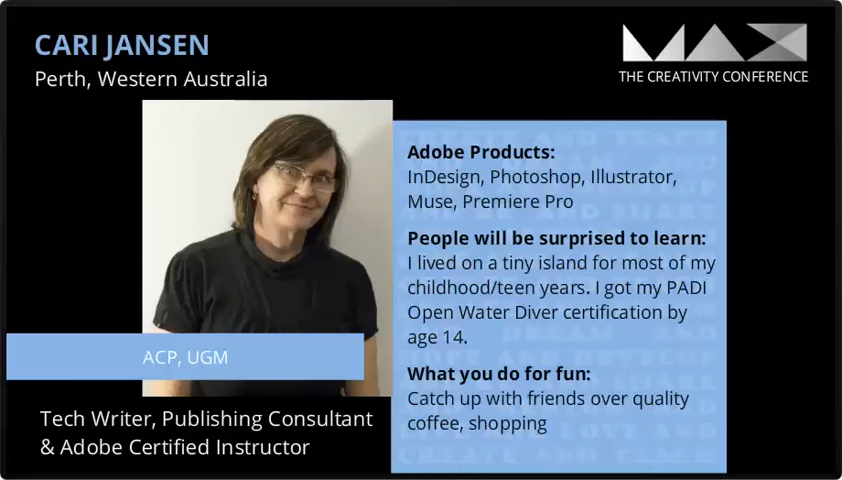 CARI JANSEN
Perth, Western Australia
MAX
THE CREATIVITY CONFERENCE
Adobe Products:
InDesign, Photoshop, Illustrator,
Muse, Premiere Pro
People will be surprised to learn:
I lived on a tiny island for most of my
childhood/teen years. I got my PADI
Open Water Diver certification by
age 14.
What you do for fun:
Catch up with friends over quality
coffee, shopping
ACP, UGM
Tech Writer, Publishing Consultant
& Adobe Certified Instructor